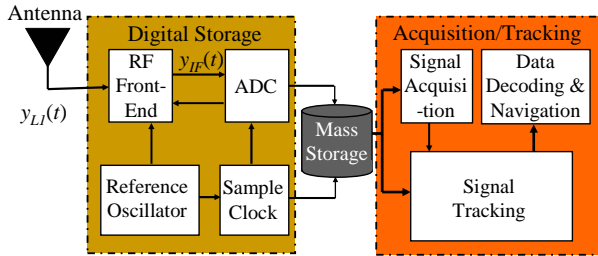 Antenna
Digital Storage
Acquisition/Tracking
RF
Front-
End
y_IF(t)
ADC
y_L1(t)
Mass
Storage
Signal
Acquisi
-tion
Data
Decoding &
Navigation
Reference
Oscillator
Sample
Clock
Signal
Tracking